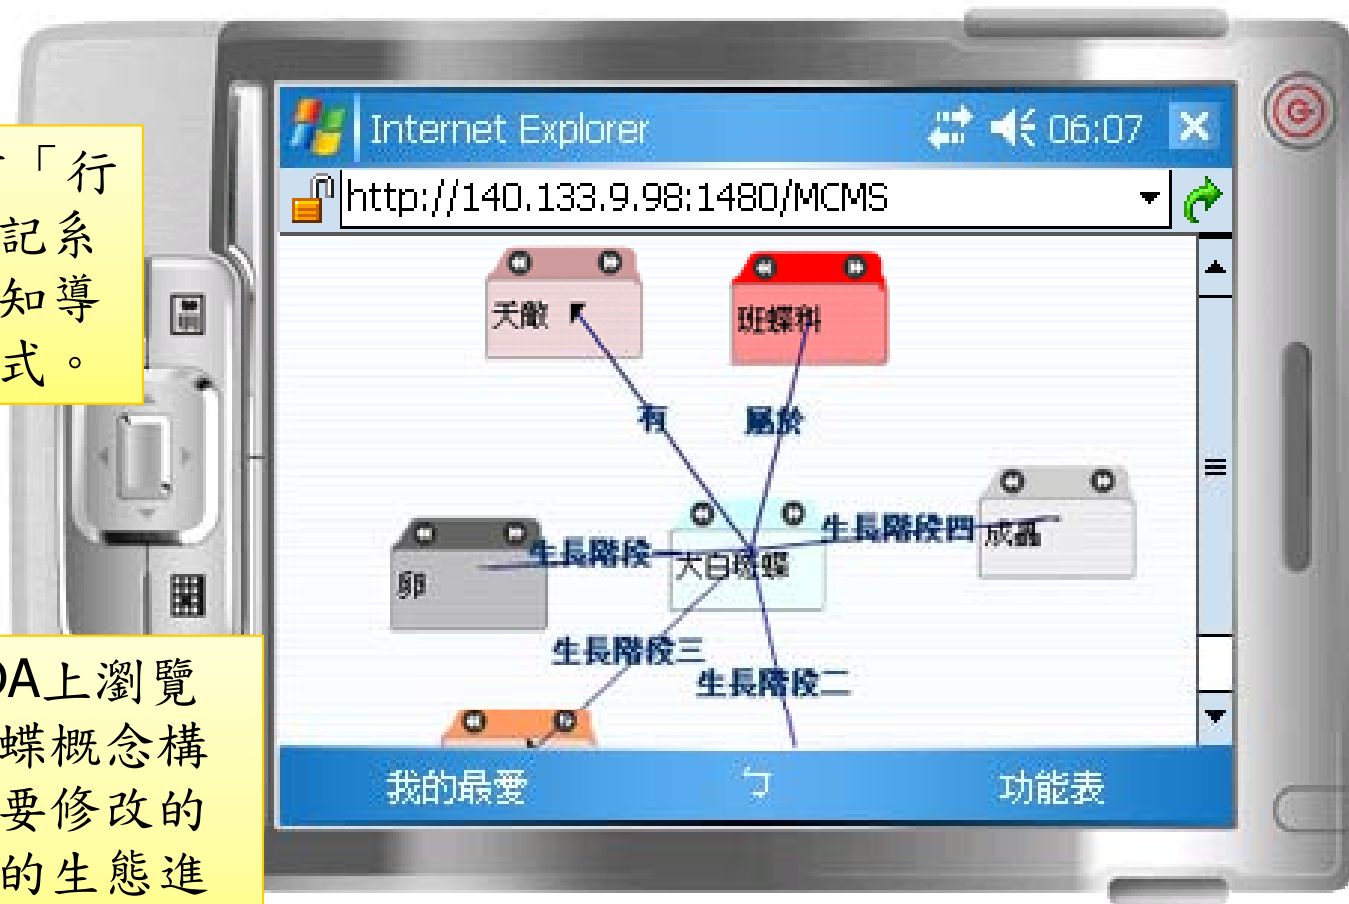 Internet Explorer 06:07
http://140.133.9.98:1480/MCMS
「行
記系
知導
式。
天敵
班蝶科
有
屬於
卵
生長階段一
大白斑蝶
生長階段四
成蟲
生長階段三
生長階段二
DA上瀏覽
蝶概念構
要修改的
的生態進
我的最愛 ㄅ 功能表